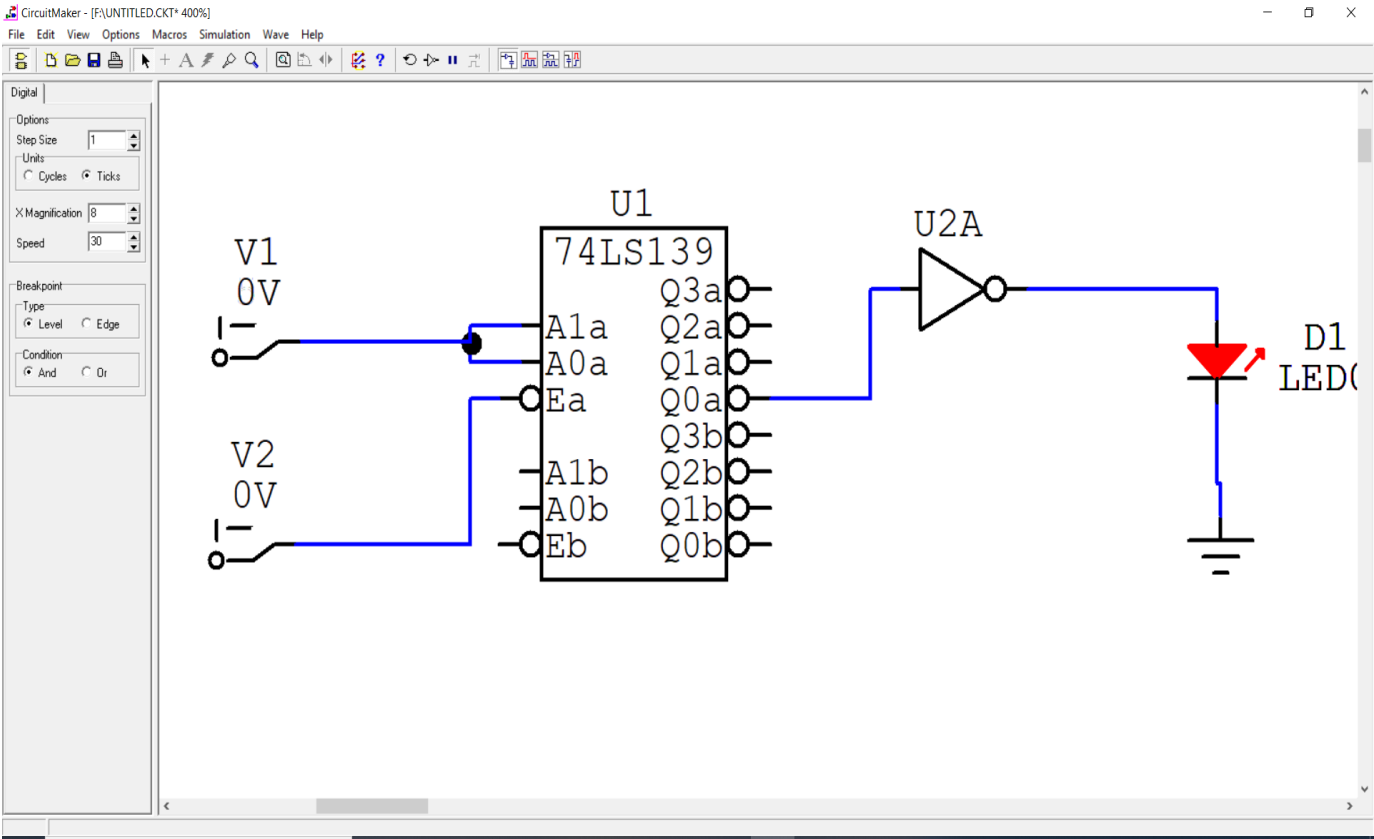 CircuitMaker - [F:\UNTITLED.CKT* 400%]
File Edit View Options Macros Simulation Wave Help
Digital
Options
Step Size 1
Units
Cycles Ticks
X Magnification 8
Speed 30
Breakpoint
Type
Level Edge
Condition
And Or
V1
0V
V2
0V
U1
74LS139
Q3a
A1a Q2a
A0a Q1a
Ea Q0a
Q3b
A1b Q2b
A0b Q1b
Eb Q0b
U2A
D1